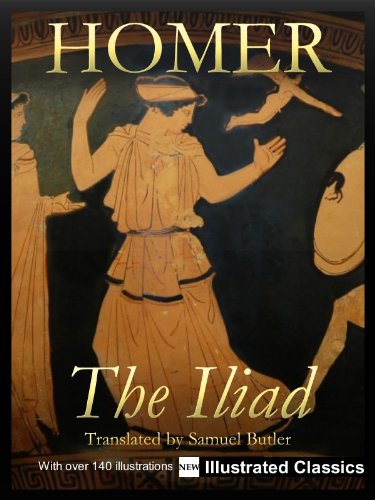 HOMER
The Iliad
Translated by Samuel Butler
With over 140 illustrations NEW Illustrated Classics